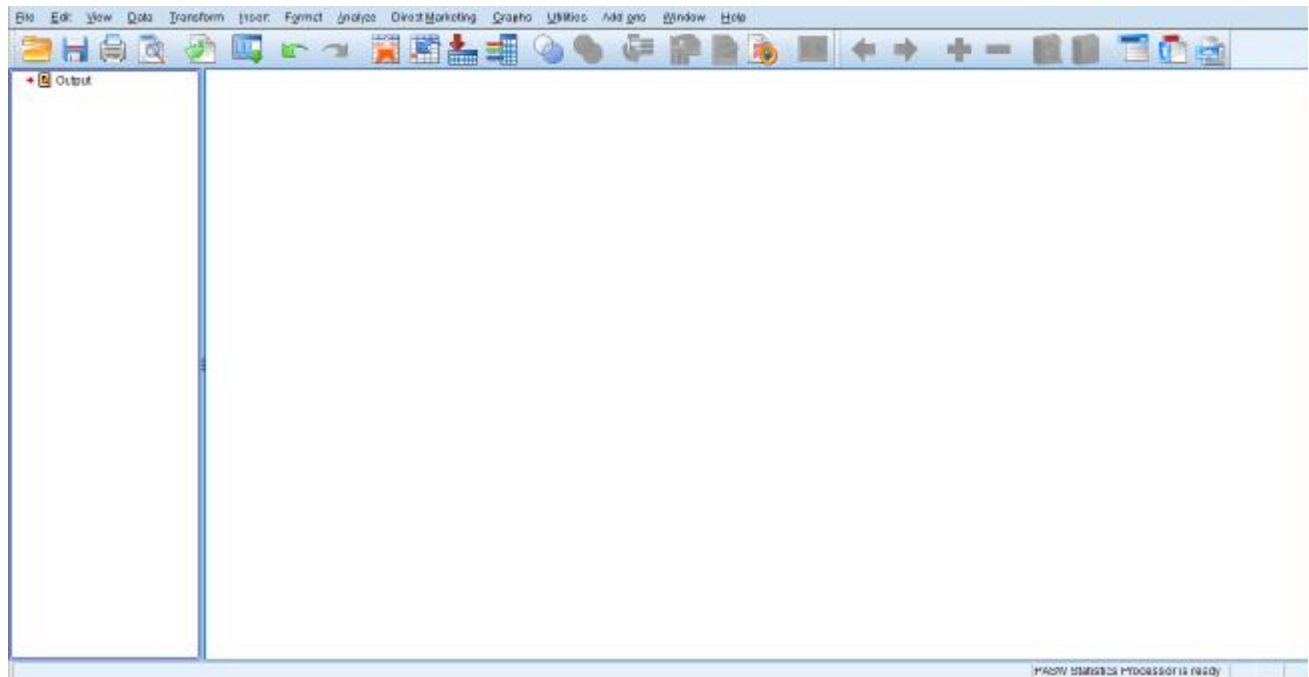 File Edit View Data Transform Insert Format Analyze Direct Marketing Graphs Utilities Add-ons Window Help
Output
PASW Statistics Processor is ready